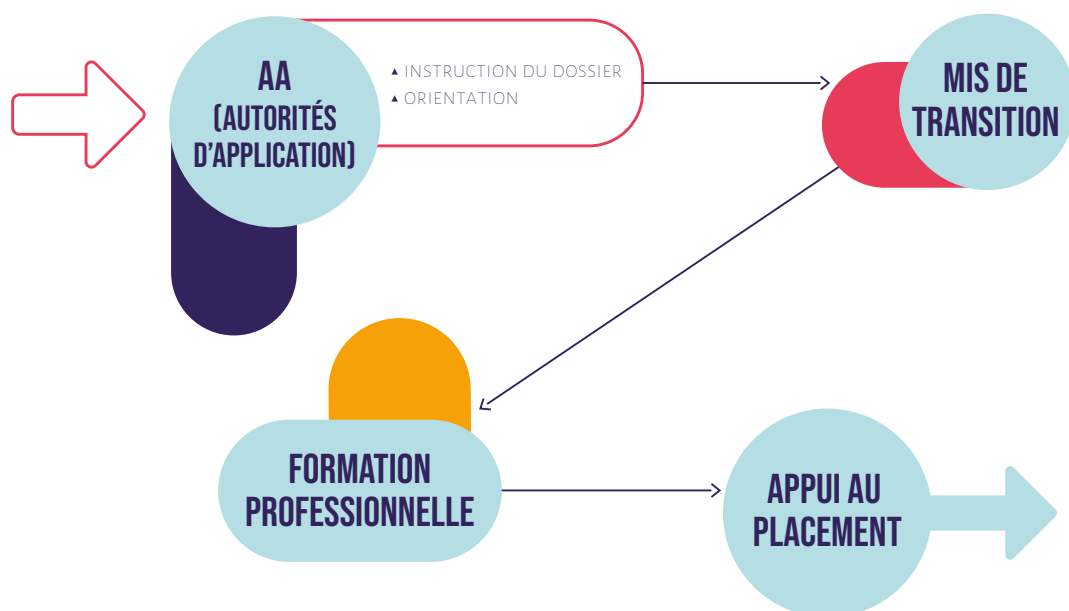 AA
(AUTORITÉS
D'APPLICATION)
▲ INSTRUCTION DU DOSSIER
▲ ORIENTATION
MIS DE
TRANSITION
FORMATION
PROFESSIONNELLE
APPUI AU
PLACEMENT